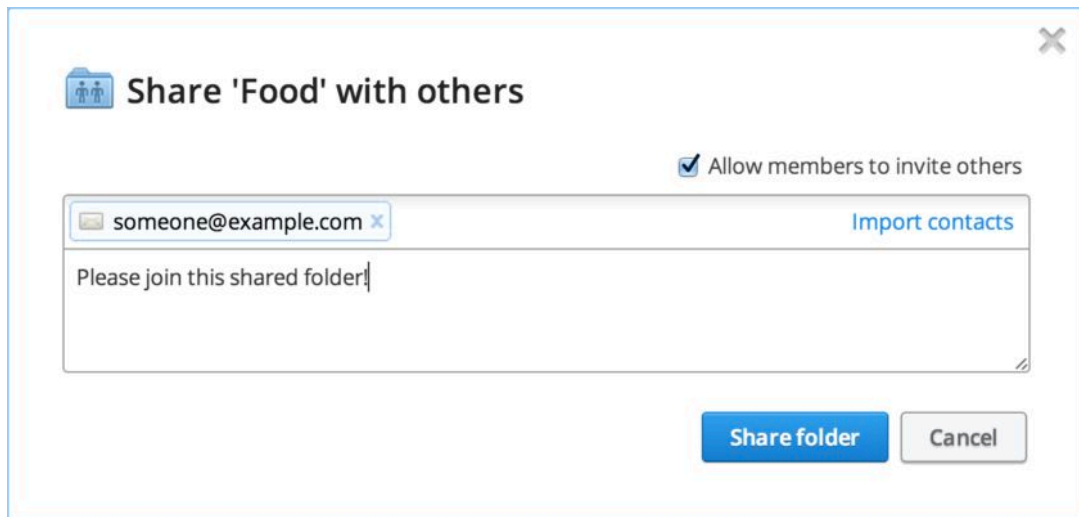 Share 'Food' with others
Allow members to invite others
someone@example.com Import contacts
Please join this shared folder!
Share folder Cancel